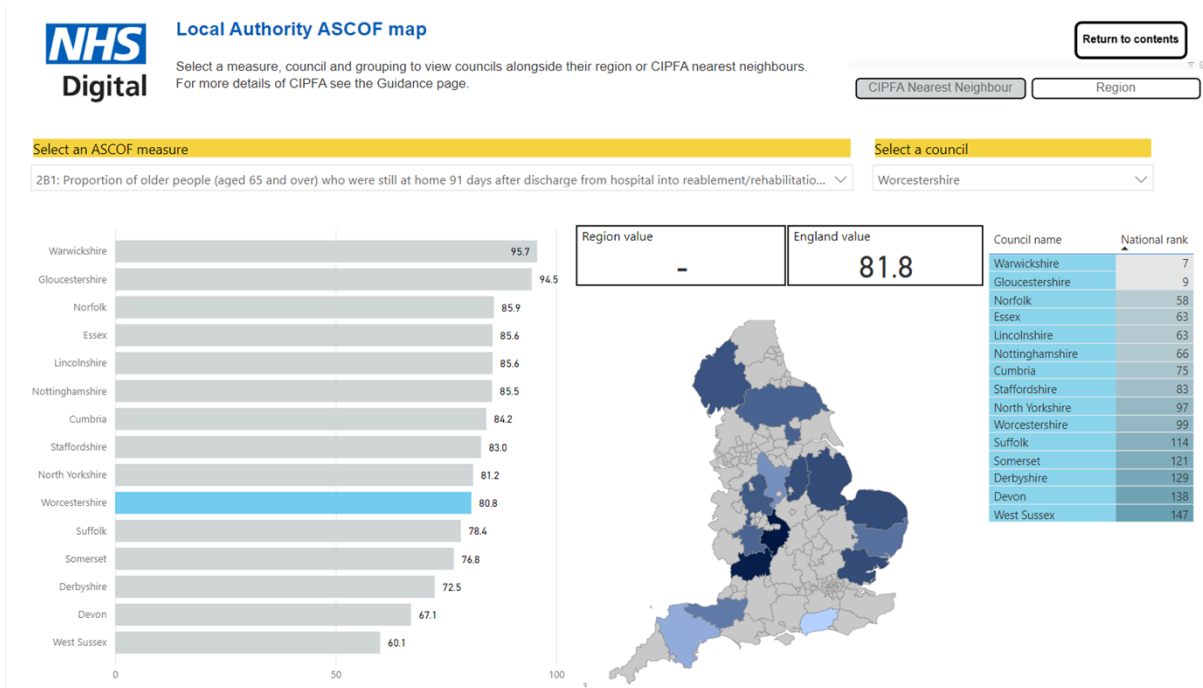 NHS
Digital
Local Authority ASCOF map
Select a measure, council and grouping to view councils alongside their region or CIPFA nearest neighbours.
For more details of CIPFA see the Guidance page.
Return to contents
CIPFA Nearest Neighbour
Region
Select an ASCOF measure
2B1: Proportion of older people (aged 65 and over) who were still at home 91 days after discharge from hospital into reablement/rehabilitatio...
Select a council
Worcestershire
Warwickshire 95.7
Gloucestershire 94.5
Norfolk 85.9
Essex 85.6
Lincolnshire 85.6
Nottinghamshire 85.5
Cumbria 84.2
Staffordshire 83.0
North Yorkshire 81.2
Worcestershire 80.8
Suffolk 78.4
Somerset 76.8
Derbyshire 72.5
Devon 67.1
West Sussex 60.1
0 50 100
Region value
-
England value
81.8
Council name National rank
Warwickshire 7
Gloucestershire 9
Norfolk 58
Essex 63
Lincolnshire 63
Nottinghamshire 66
Cumbria 75
Staffordshire 83
North Yorkshire 97
Worcestershire 99
Suffolk 114
Somerset 121
Derbyshire 129
Devon 138
West Sussex 147